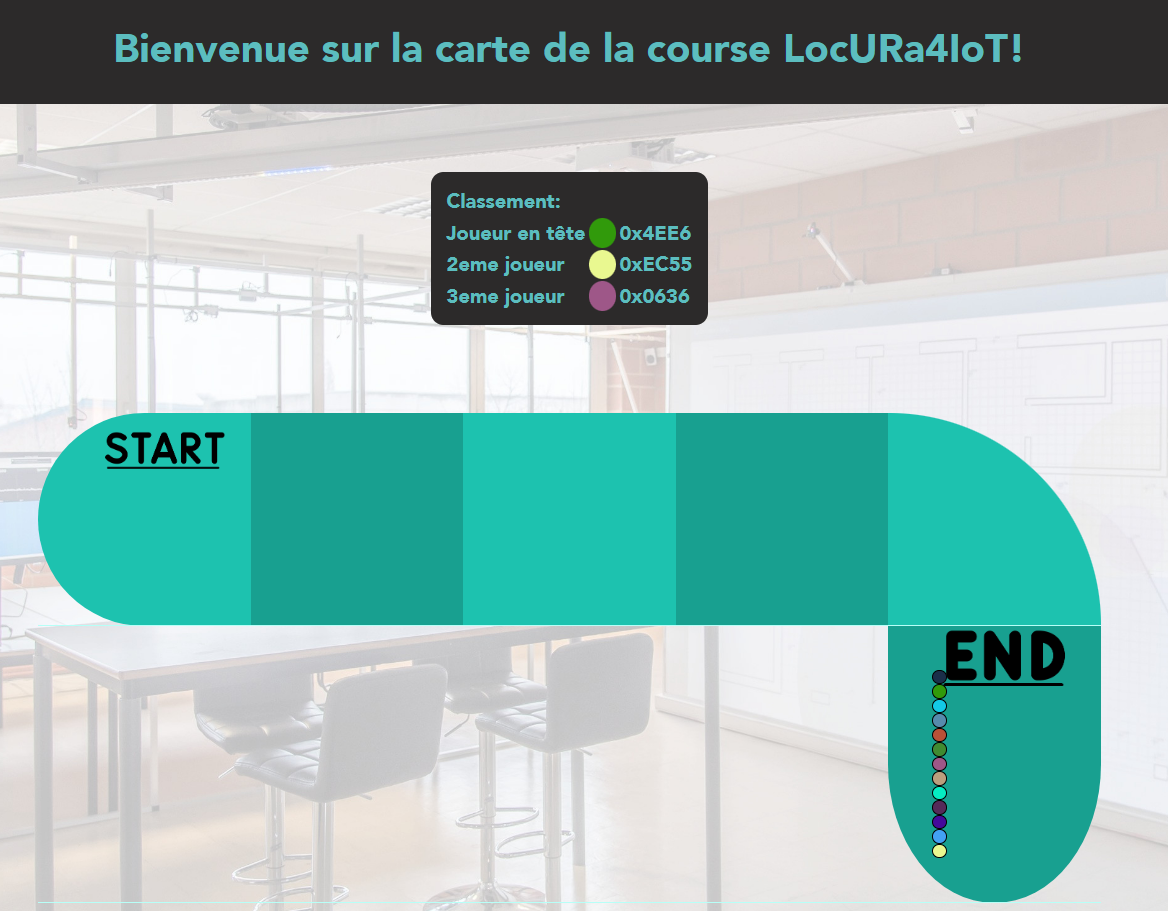 Bienvenue sur la carte de la course LocURa4IoT!
Classement:
Joueur en tête 0x4EE6
2eme joueur 0xEC55
3eme joueur 0x0636
START
END